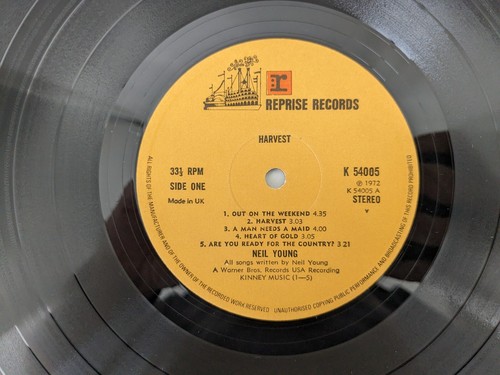 r
REPRISE RECORDS
HARVEST
33⅓ RPM
SIDE ONE
Made in UK
K 54005
℗ 1972
K 54005 A
STEREO
1. OUT ON THE WEEKEND 4.35
2. HARVEST 3.03
3. A MAN NEEDS A MAID 4.00
4. HEART OF GOLD 3.05
5. ARE YOU READY FOR THE COUNTRY? 3.21
NEIL YOUNG
All songs written by Neil Young
A Warner Bros. Records USA Recording
KINNEY MUSIC (1—5)
ALL RIGHTS OF THE MANUFACTURER AND OF THE OWNER OF THE RECORDED WORK RESERVED · UNAUTHORISED COPYING PUBLIC PERFORMANCE AND BROADCASTING OF THIS RECORD PROHIBITED